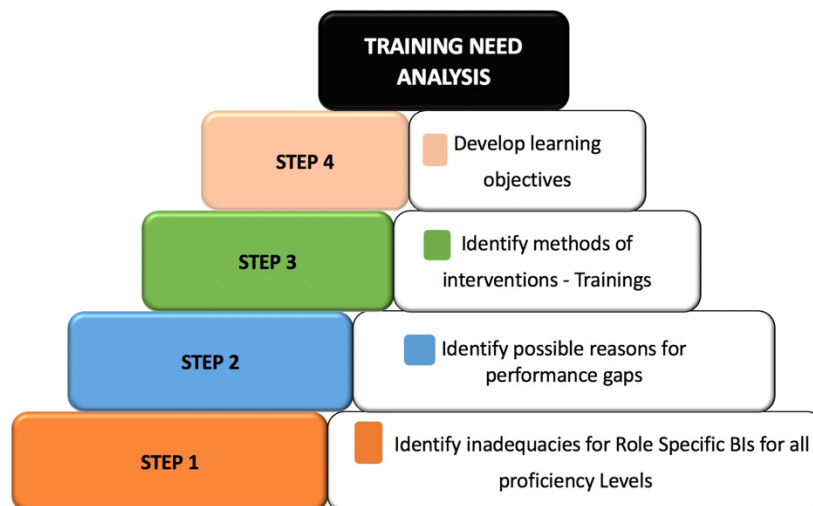 TRAINING NEED
ANALYSIS
STEP 4
Develop learning
objectives
STEP 3
Identify methods of
interventions - Trainings
STEP 2
Identify possible reasons for
performance gaps
STEP 1
Identify inadequacies for Role Specific BIs for all
proficiency Levels